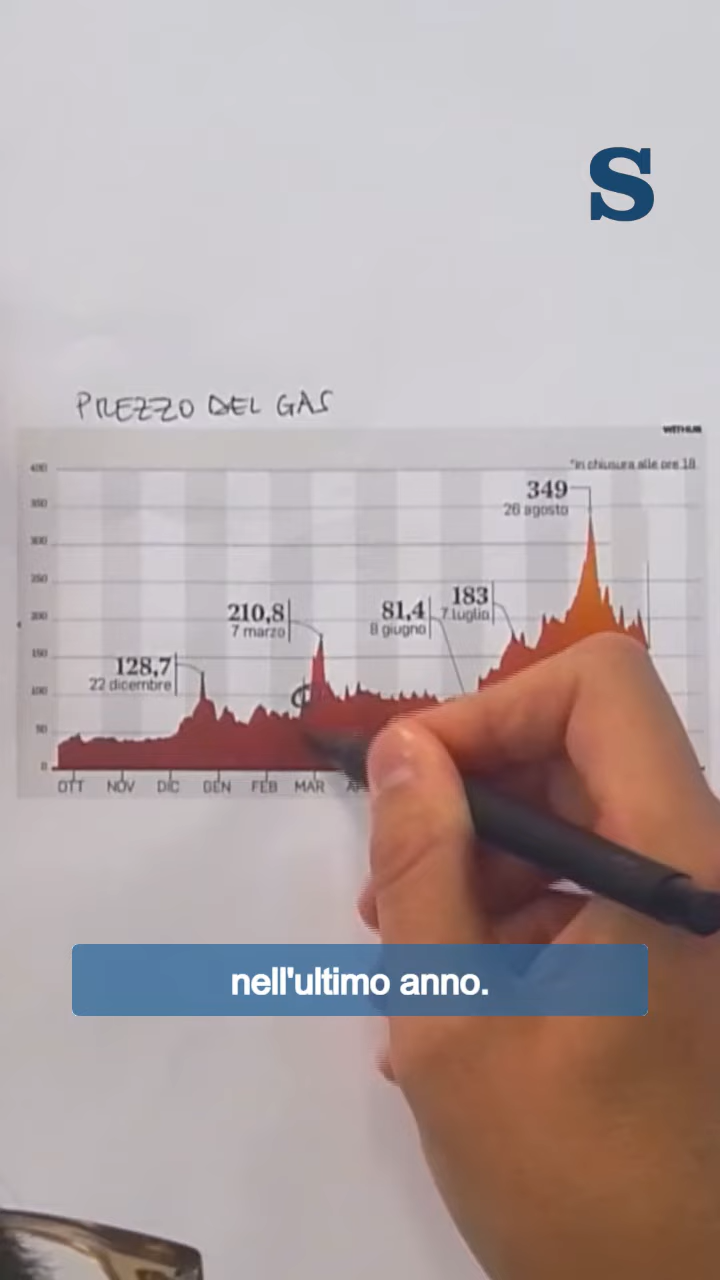 S
PREZZO DEL GAS
WITHUB
*in chiusura alle ore 18
400
350
300
250
200
150
100
50
0
349
26 agosto
210,8
7 marzo
81,4
8 giugno
183
7 luglio
128,7
22 dicembre
OTT NOV DIC GEN FEB MAR
nell'ultimo anno.